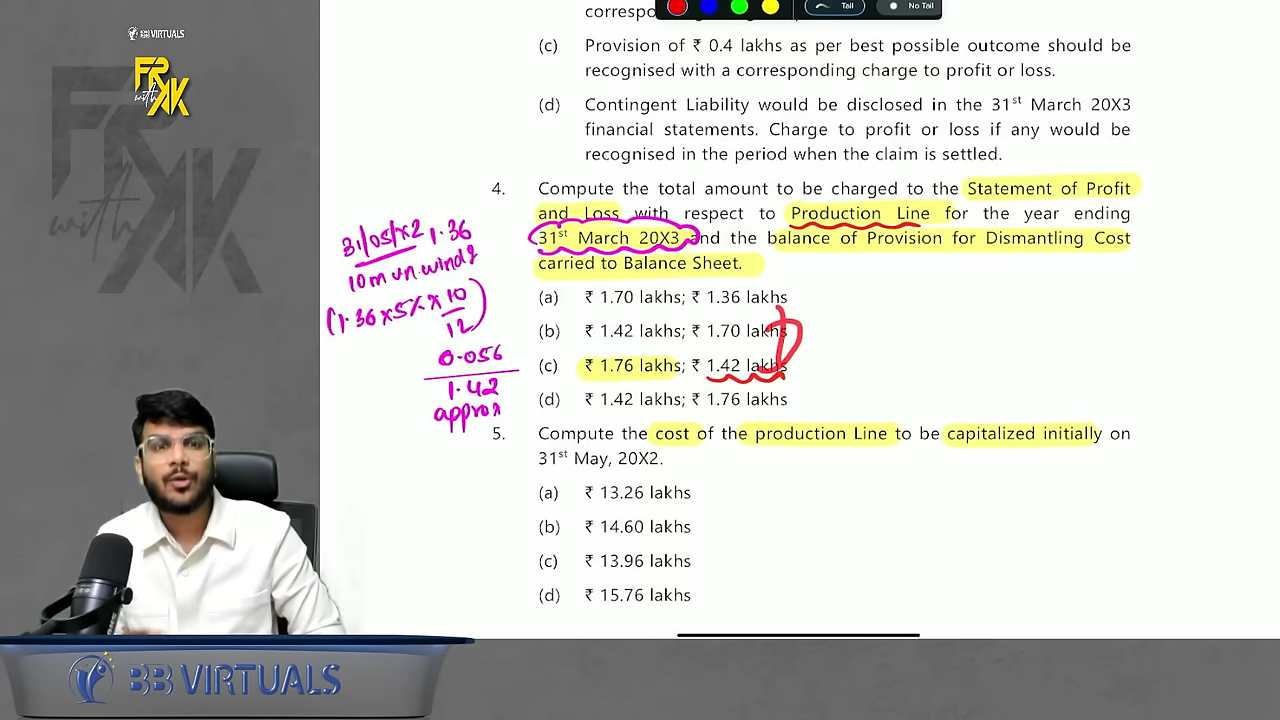 BB VIRTUALS
FR
with
AK
Tail
No Tail
(c) Provision of ₹ 0.4 lakhs as per best possible outcome should be
recognised with a corresponding charge to profit or loss.
(d) Contingent Liability would be disclosed in the 31st March 20X3
financial statements. Charge to profit or loss if any would be
recognised in the period when the claim is settled.
4. Compute the total amount to be charged to the Statement of Profit
and Loss with respect to Production Line for the year ending
31st March 20X3 and the balance of Provision for Dismantling Cost
carried to Balance Sheet.
(a) ₹ 1.70 lakhs; ₹ 1.36 lakhs
(b) ₹ 1.42 lakhs; ₹ 1.70 lakhs
(c) ₹ 1.76 lakhs; ₹ 1.42 lakhs
(d) ₹ 1.42 lakhs; ₹ 1.76 lakhs
31/05/x2 1.36
10m un.windg
(1.36x5%x10/12)
0.056
1.42
approx
5. Compute the cost of the production Line to be capitalized initially on
31st May, 20X2.
(a) ₹ 13.26 lakhs
(b) ₹ 14.60 lakhs
(c) ₹ 13.96 lakhs
(d) ₹ 15.76 lakhs
BB VIRTUALS